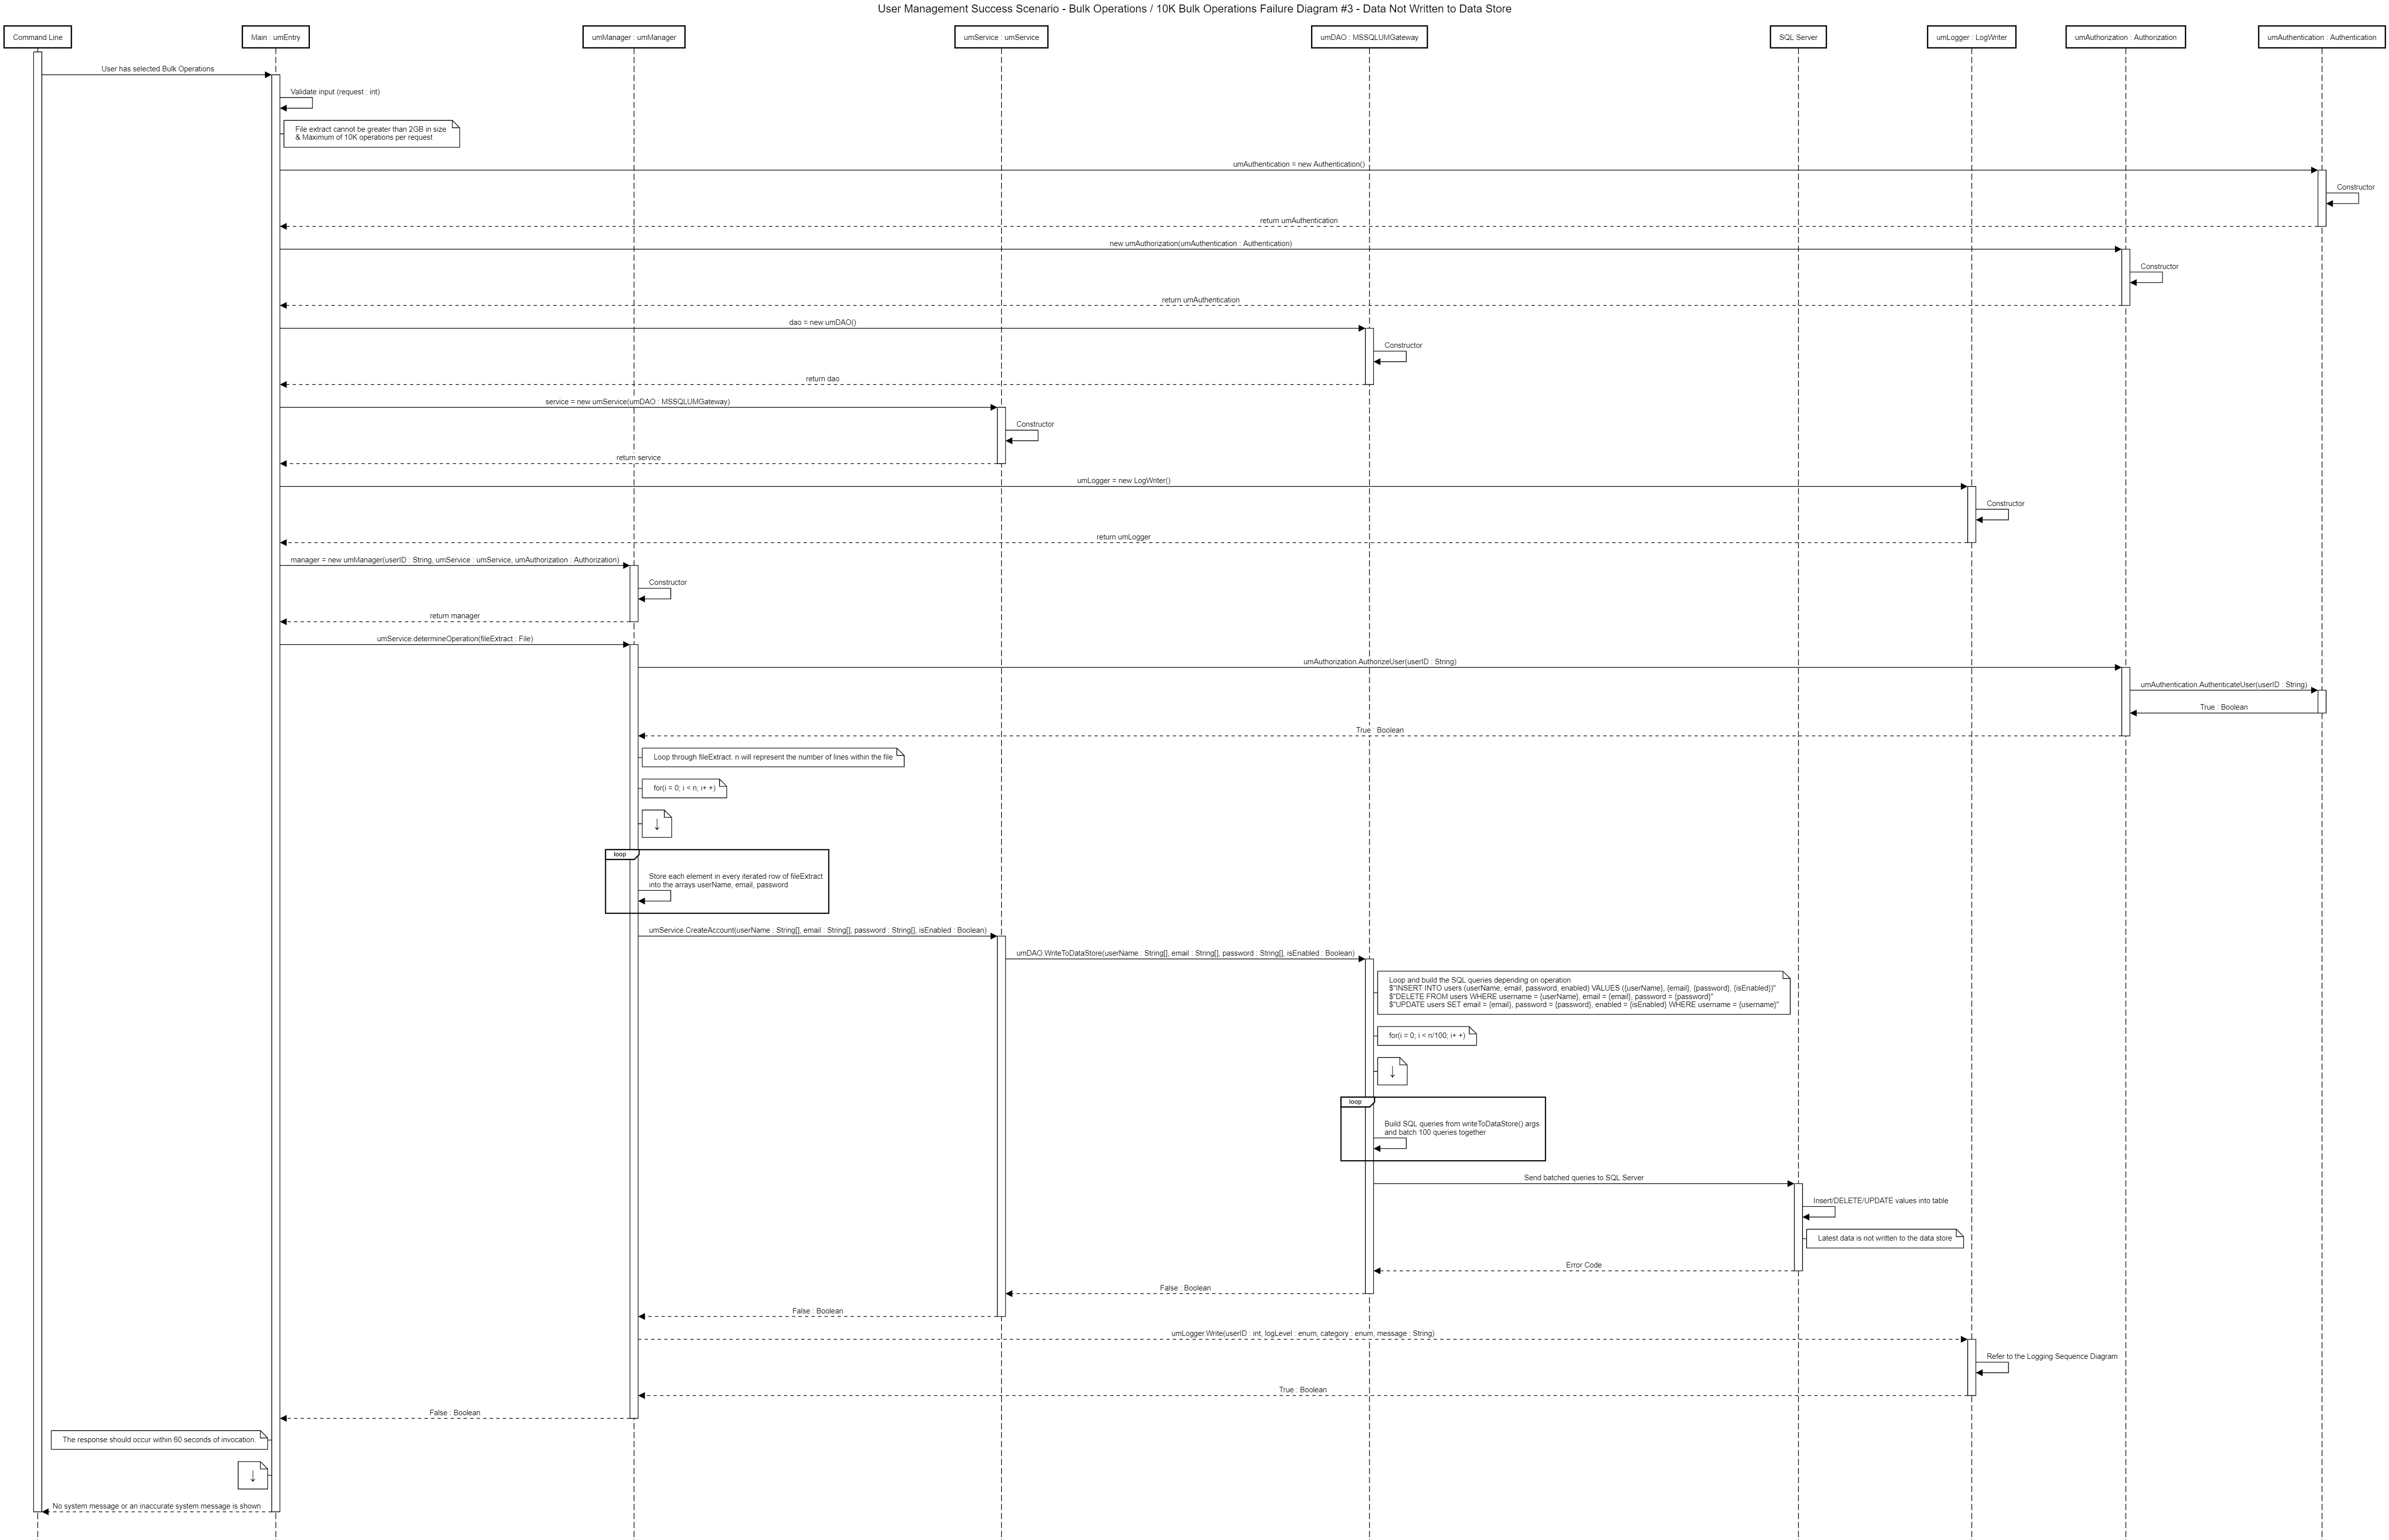 User Management Success Scenario - Bulk Operations / 10K Bulk Operations Failure Diagram #3 - Data Not Written to Data Store
Command Line
Main : umEntry
umManager : umManager
umService : umService
umDAO : MSSQLUMGateway
SQL Server
umLogger : LogWriter
umAuthorization : Authorization
umAuthentication : Authentication
User has selected Bulk Operations
Validate input (request : int)
File extract cannot be greater than 2GB in size
& Maximum of 10K operations per request
umAuthentication = new Authentication()
Constructor
return umAuthentication
new umAuthorization(umAuthentication : Authentication)
Constructor
return umAuthentication
dao = new umDAO()
Constructor
return dao
service = new umService(umDAO : MSSQLUMGateway)
Constructor
return service
umLogger = new LogWriter()
Constructor
return umLogger
manager = new umManager(userID : String, umService : umService, umAuthorization : Authorization)
Constructor
return manager
umService.determineOperation(fileExtract : File)
umAuthorization.AuthorizeUser(userID : String)
umAuthentication.AuthenticateUser(userID : String)
True : Boolean
True : Boolean
Loop through fileExtract. n will represent the number of lines within the file
for(i = 0; i < n; i+ +)
↓
loop
Store each element in every iterated row of fileExtract
into the arrays userName, email, password
umService.CreateAccount(userName : String[], email : String[], password : String[], isEnabled : Boolean)
umDAO.WriteToDataStore(userName : String[], email : String[], password : String[], isEnabled : Boolean)
Loop and build the SQL queries depending on operation
$"INSERT INTO users (userName, email, password, enabled) VALUES ({userName}, {email}, {password}, {isEnabled})"
$"DELETE FROM users WHERE username = {userName}, email = {email}, password = {password}"
$"UPDATE users SET email = {email}, password = {password}, enabled = {isEnabled} WHERE username = {username}"
for(i = 0; i < n/100; i+ +)
↓
loop
Build SQL queries from writeToDataStore() args
and batch 100 queries together
Send batched queries to SQL Server
Insert/DELETE/UPDATE values into table
Latest data is not written to the data store
Error Code
False : Boolean
False : Boolean
umLogger.Write(userID : int, logLevel : enum, category : enum, message : String)
Refer to the Logging Sequence Diagram
True : Boolean
False : Boolean
The response should occur within 60 seconds of invocation.
↓
No system message or an inaccurate system message is shown